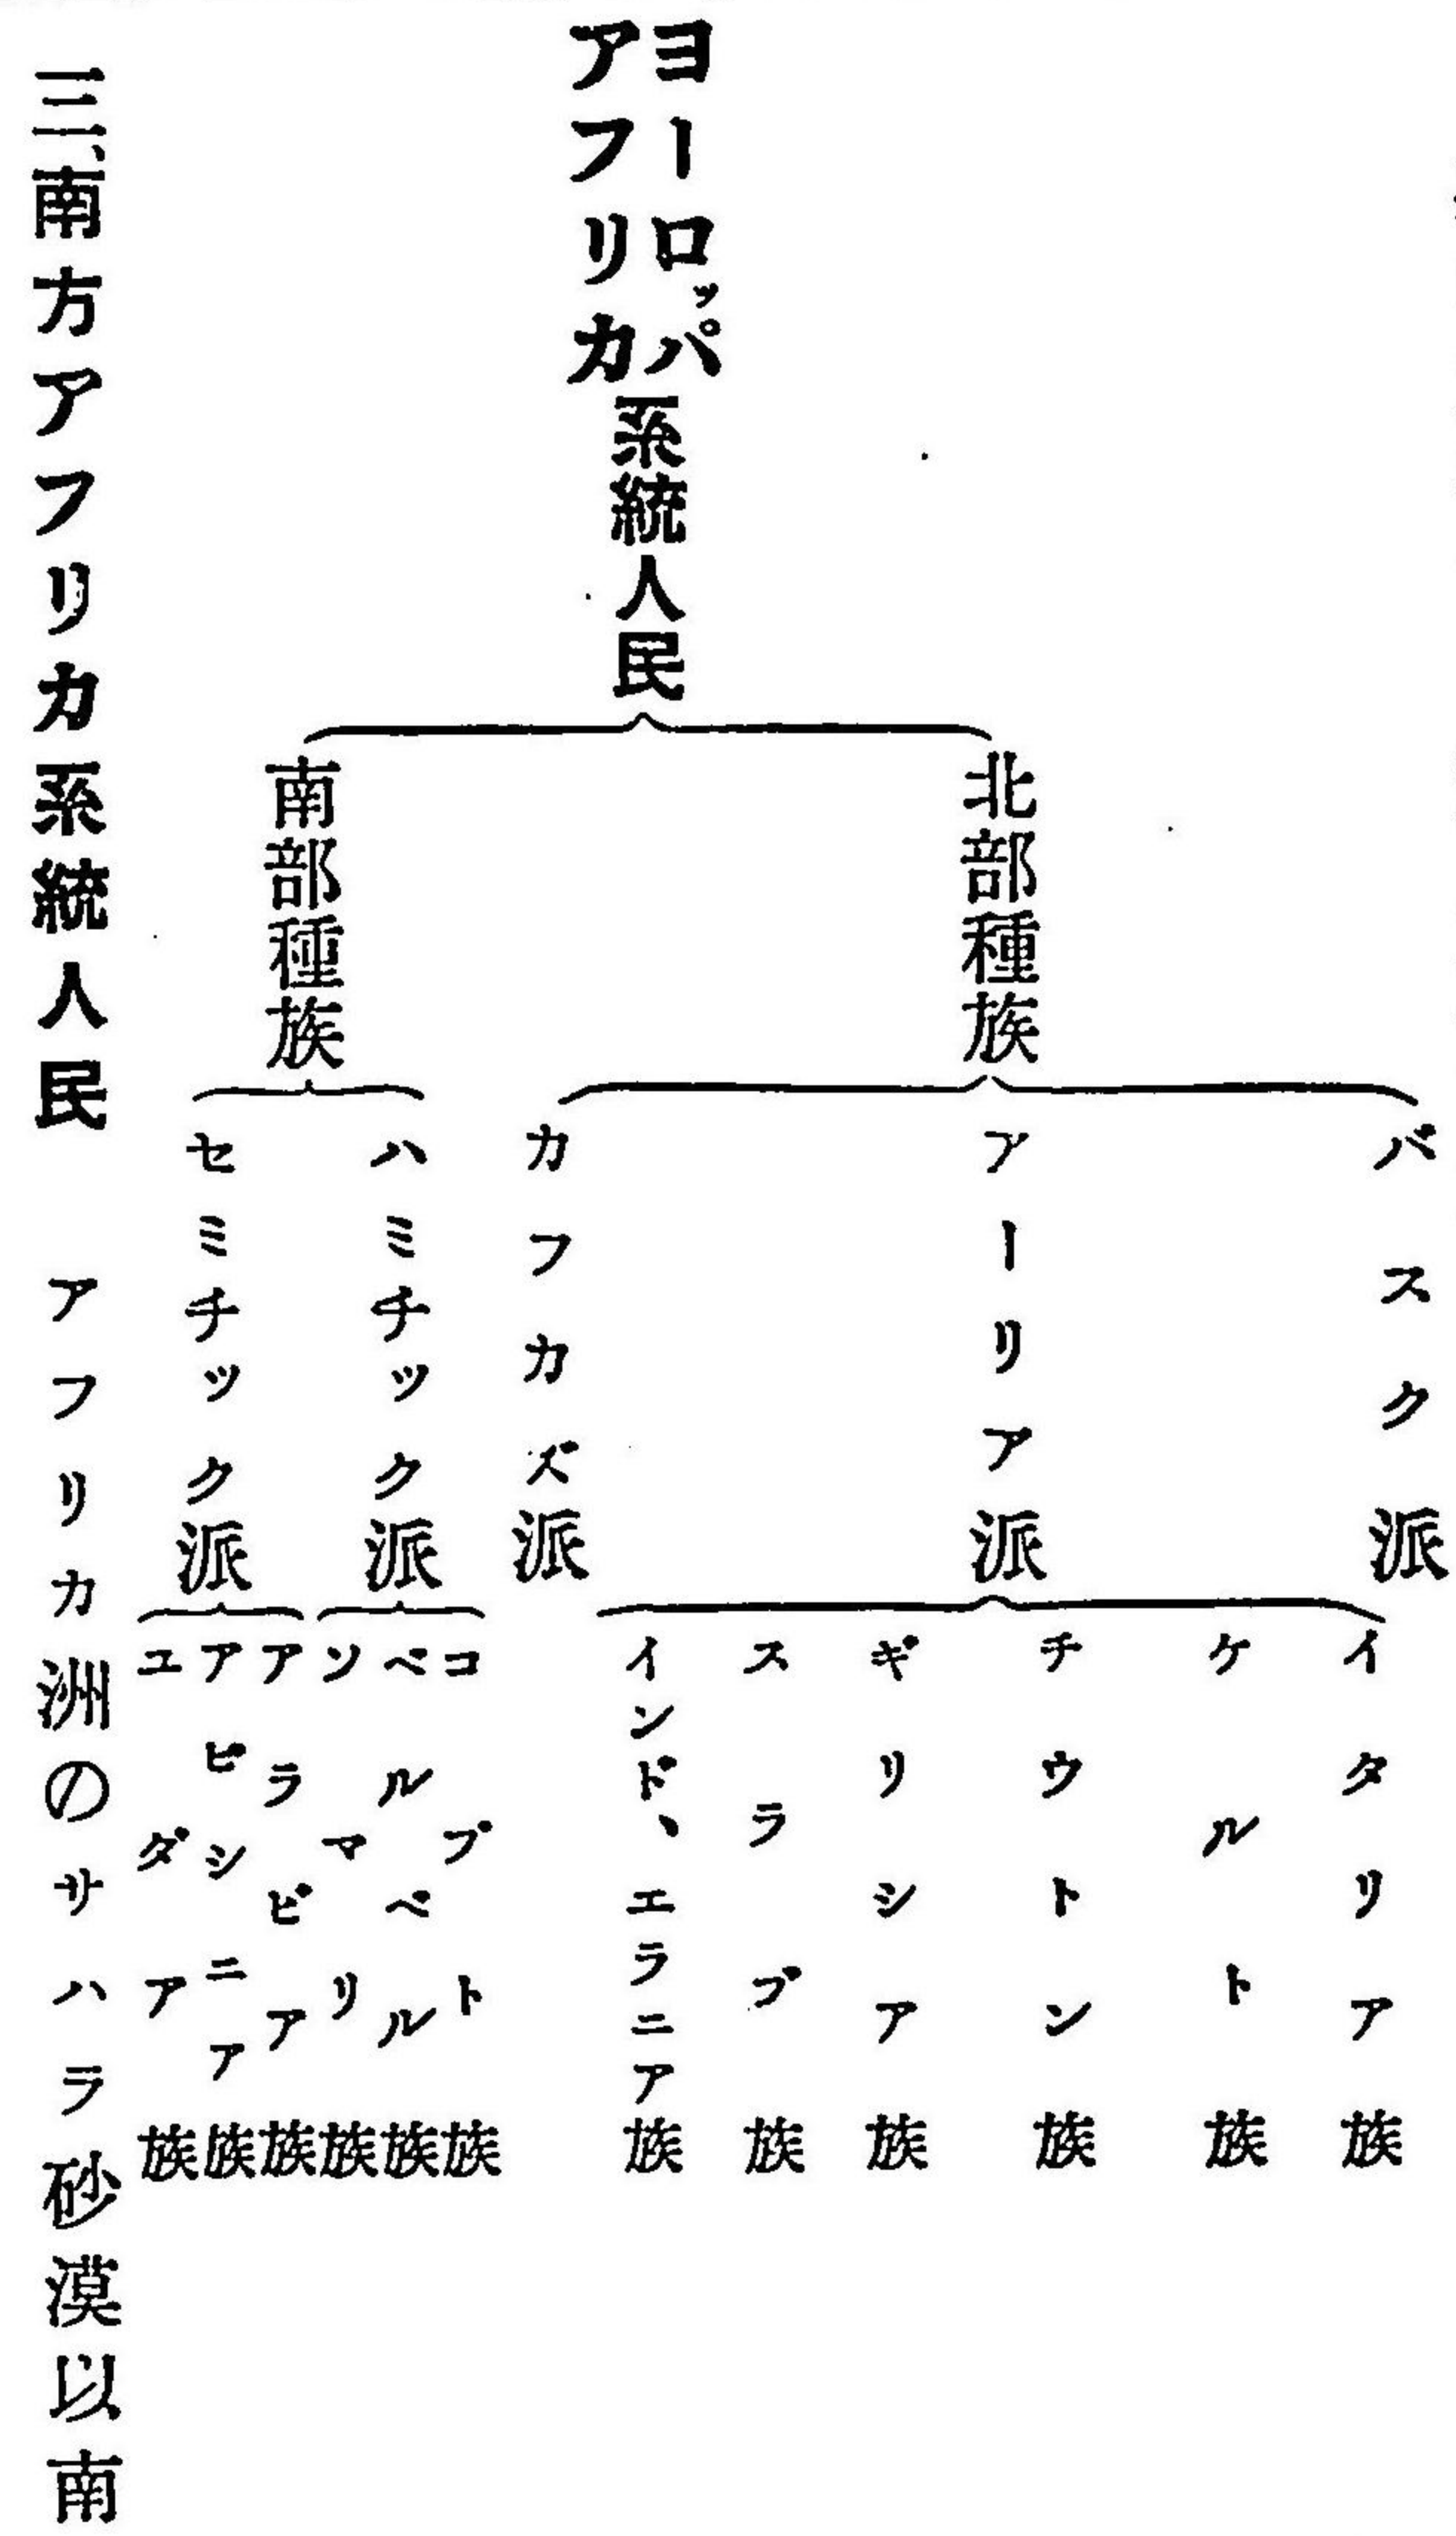 ヨーロッパ
アフリカ
系統人民
北部種族
南部種族
バスク派
アーリア派
カフカズ派
ハミチック派
セミチック派
イタリア族
ケルト族
チウトン族
ギリシア族
スラブ族
インド、エラニア族
コプト族
ベルベル族
ソマリ族
アラビア族
アビシニア族
ユダア族
三、南方アフリカ系統人民 アフリカ洲のサハラ砂漠以南